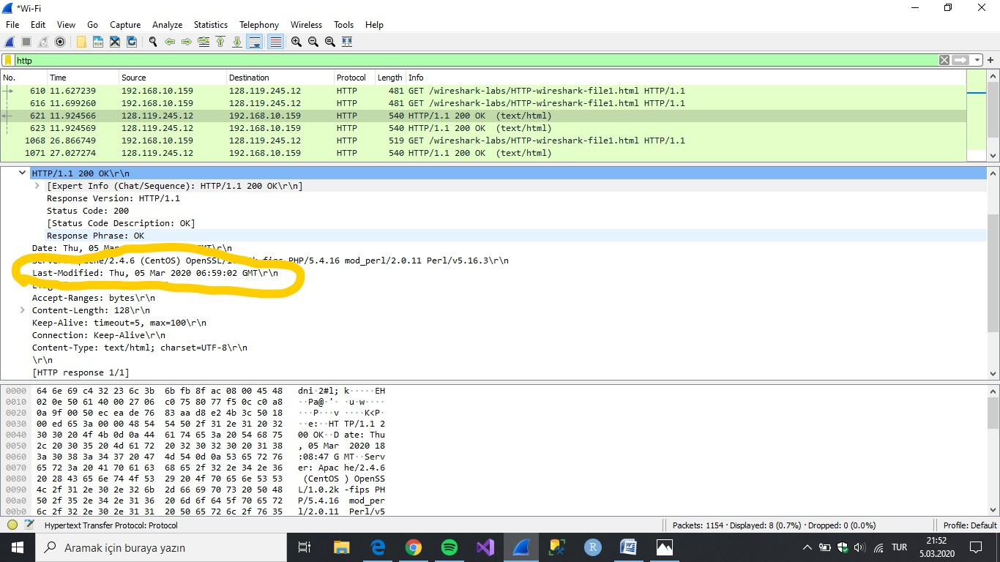 *Wi-Fi
File Edit View Go Capture Analyze Statistics Telephony Wireless Tools Help
http
No. Time Source Destination Protocol Length Info
610 11.627239 192.168.10.159 128.119.245.12 HTTP 481 GET /wireshark-labs/HTTP-wireshark-file1.html HTTP/1.1
616 11.699260 192.168.10.159 128.119.245.12 HTTP 481 GET /wireshark-labs/HTTP-wireshark-file1.html HTTP/1.1
621 11.924566 128.119.245.12 192.168.10.159 HTTP 540 HTTP/1.1 200 OK (text/html)
623 11.924569 128.119.245.12 192.168.10.159 HTTP 540 HTTP/1.1 200 OK (text/html)
1068 26.866749 192.168.10.159 128.119.245.12 HTTP 519 GET /wireshark-labs/HTTP-wireshark-file1.html HTTP/1.1
1071 27.027274 128.119.245.12 192.168.10.159 HTTP 540 HTTP/1.1 200 OK (text/html)
HTTP/1.1 200 OK\r\n
[Expert Info (Chat/Sequence): HTTP/1.1 200 OK\r\n]
Response Version: HTTP/1.1
Status Code: 200
[Status Code Description: OK]
Response Phrase: OK
Date: Thu, 05 Mar GMT\r\n
(CentOS) PHP/5.4.16 mod_perl/2.0.11 Perl/v5.16.3\r\n
Last-Modified: Thu, 05 Mar 2020 06:59:02 GMT\r\n
Accept-Ranges: bytes\r\n
Content-Length: 128\r\n
Keep-Alive: timeout=5, max=100\r\n
Connection: Keep-Alive\r\n
Content-Type: text/html; charset=UTF-8\r\n
\r\n
[HTTP response 1/1]
0000 64 6e 69 c4 32 23 6c 3b 6b fb 8f ac 08 00 45 48 dni·2#l; k·····EH
0010 02 0e 50 61 40 00 27 06 c0 75 80 77 f5 0c c0 a8 ··Pa@·'· ·u·w····
0020 0a 9f 00 50 ec ea de 76 83 aa d8 e2 4b 3c 50 18 ···P···v ····K<P·
0030 00 ed 65 3a 00 00 48 54 54 50 2f 31 2e 31 20 32 ··e:··HT TP/1.1 2
0040 30 30 20 4f 4b 0d 0a 44 61 74 65 3a 20 54 68 75 00 OK··D ate: Thu
0050 2c 20 30 35 20 4d 61 72 20 32 30 32 30 20 31 38 , 05 Mar 2020 18
0060 3a 30 38 3a 34 37 20 47 4d 54 0d 0a 53 65 72 76 :08:47 G MT··Serv
0070 65 72 3a 20 41 70 61 63 68 65 2f 32 2e 34 2e 36 er: Apac he/2.4.6
0080 20 28 43 65 6e 74 4f 53 29 20 4f 70 65 6e 53 53 (CentOS ) OpenSS
0090 4c 2f 31 2e 30 2e 32 6b 2d 66 69 70 73 20 50 48 L/1.0.2k -fips PH
00a0 50 2f 35 2e 34 2e 31 36 20 6d 6f 64 5f 70 65 72 P/5.4.16 mod_per
00b0 6c 2f 32 2e 30 2e 31 31 20 50 65 72 6c 2f 76 35 l/2.0.11 Perl/v5
Hypertext Transfer Protocol: Protocol Packets: 1154 · Displayed: 8 (0.7%) · Dropped: 0 (0.0%) Profile: Default
Aramak için buraya yazın TUR 21:52
5.03.2020